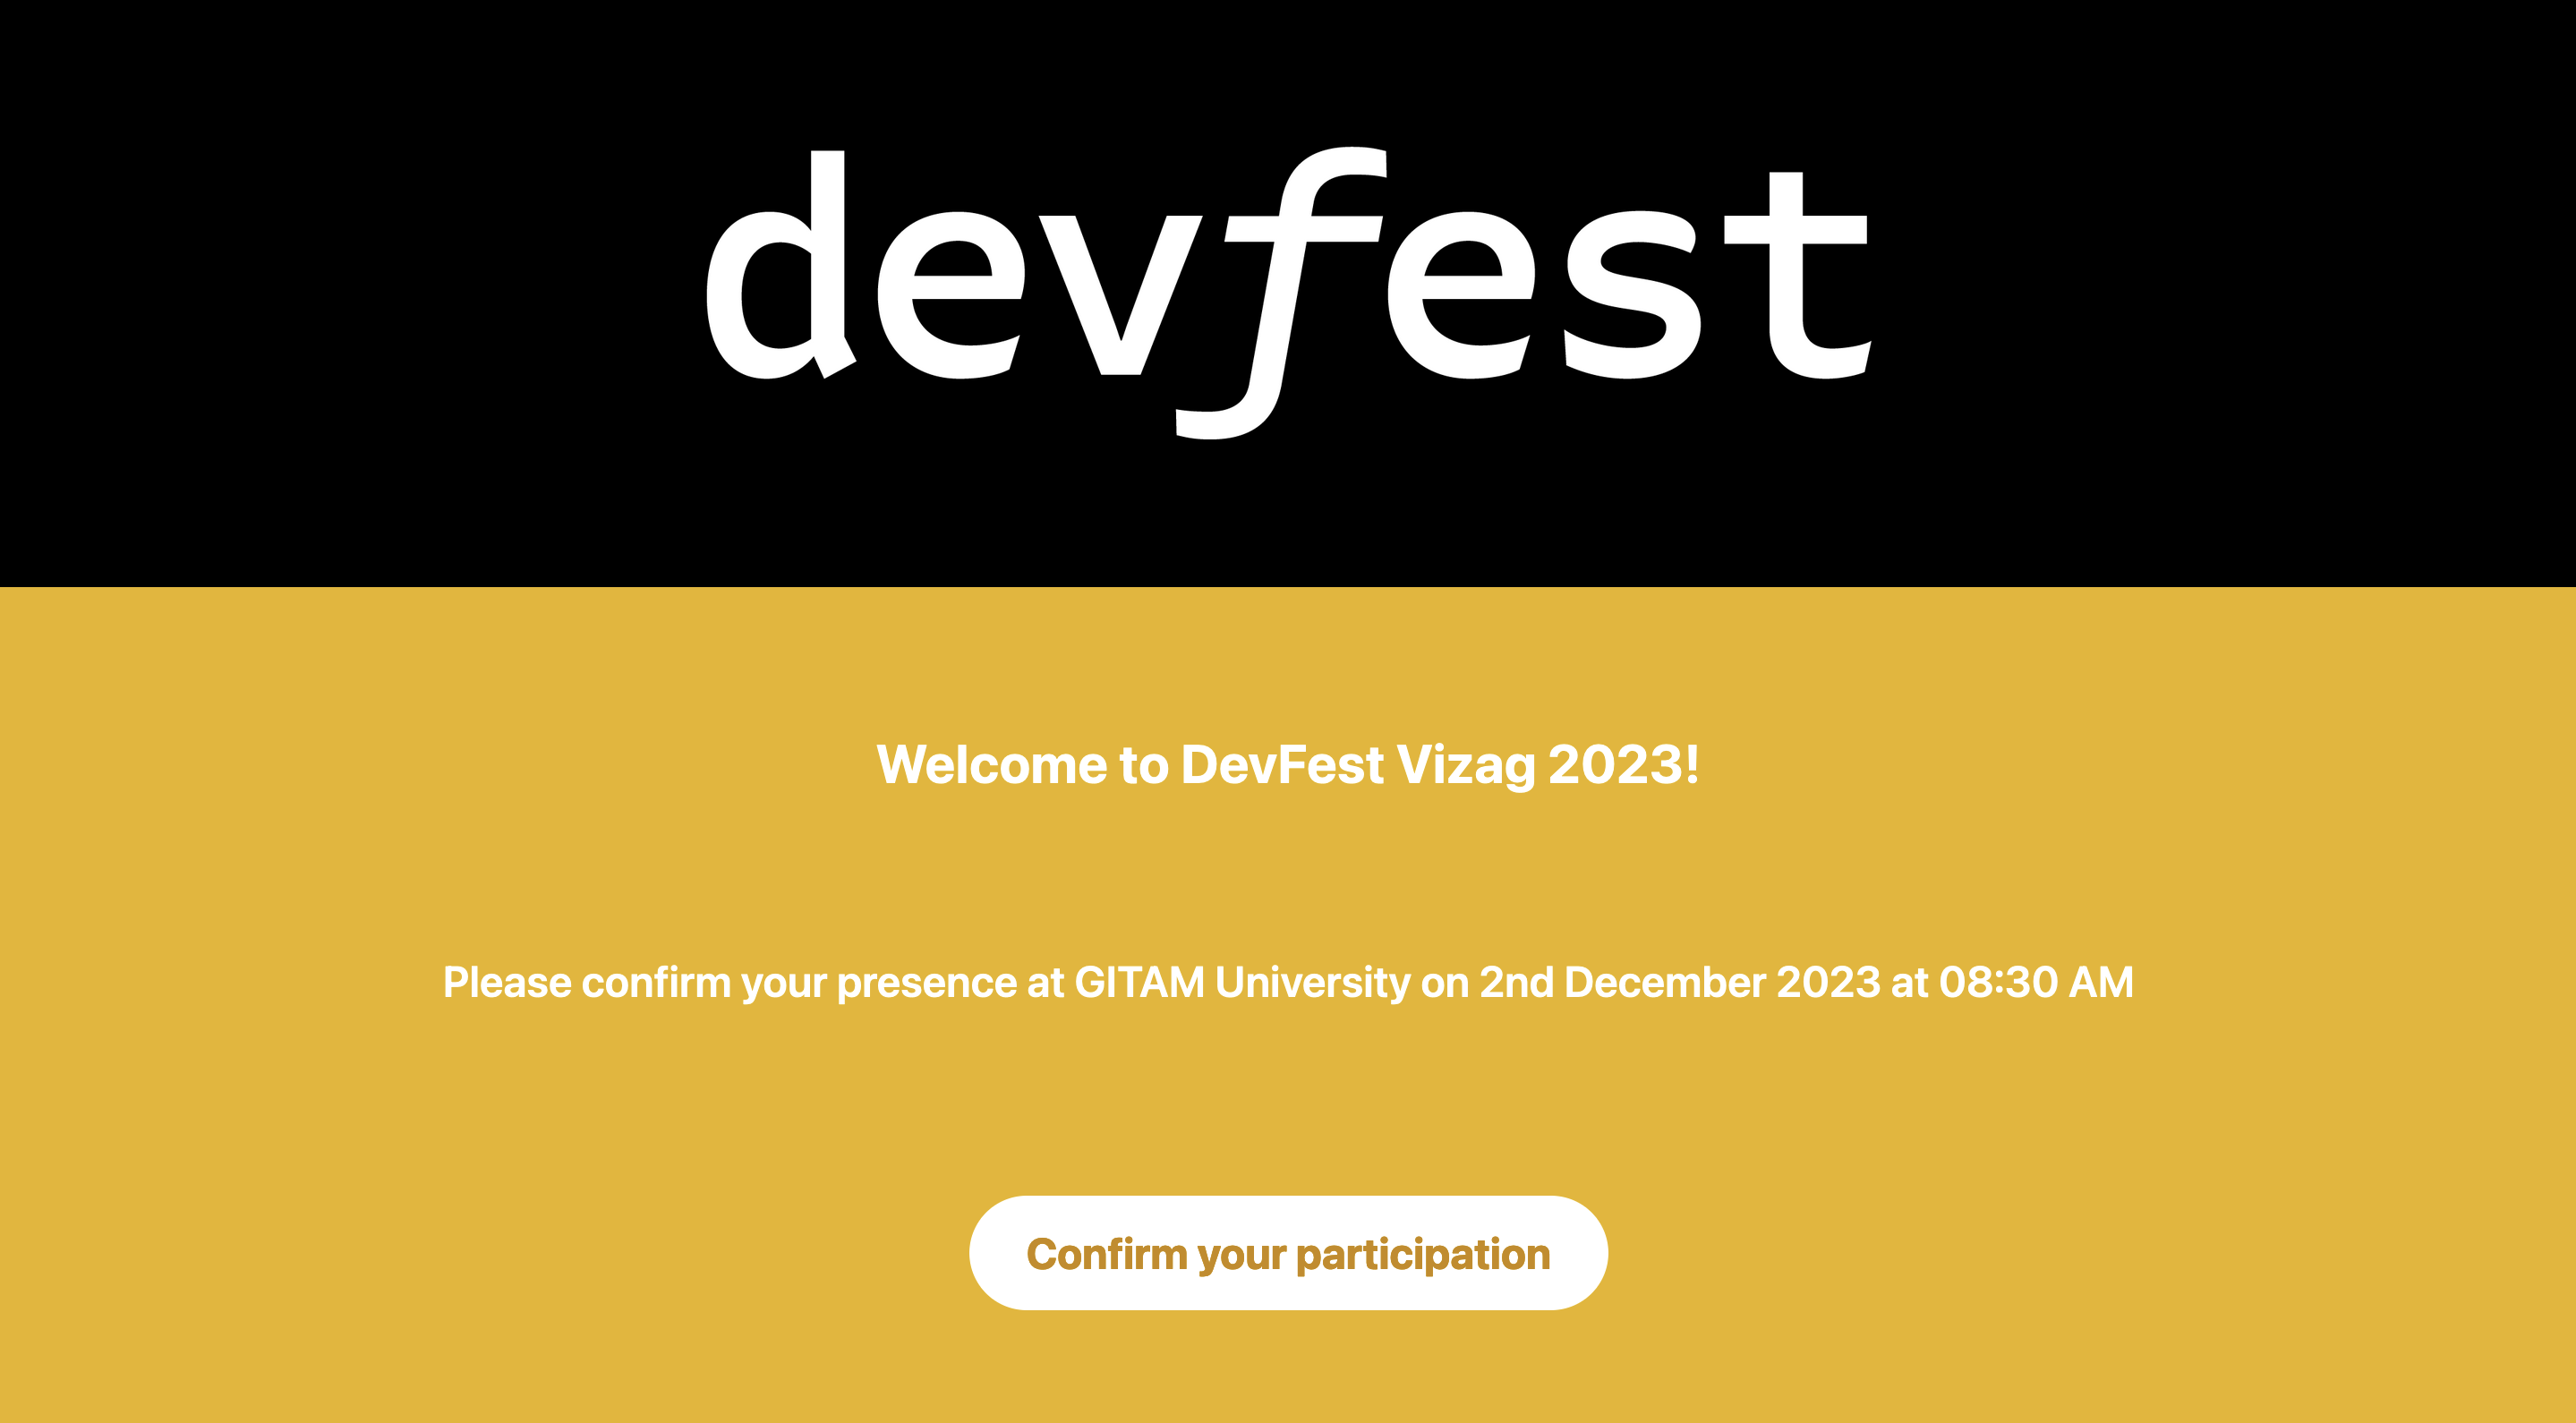 devfest
Welcome to DevFest Vizag 2023!
Please confirm your presence at GITAM University on 2nd December 2023 at 08:30 AM
Confirm your participation